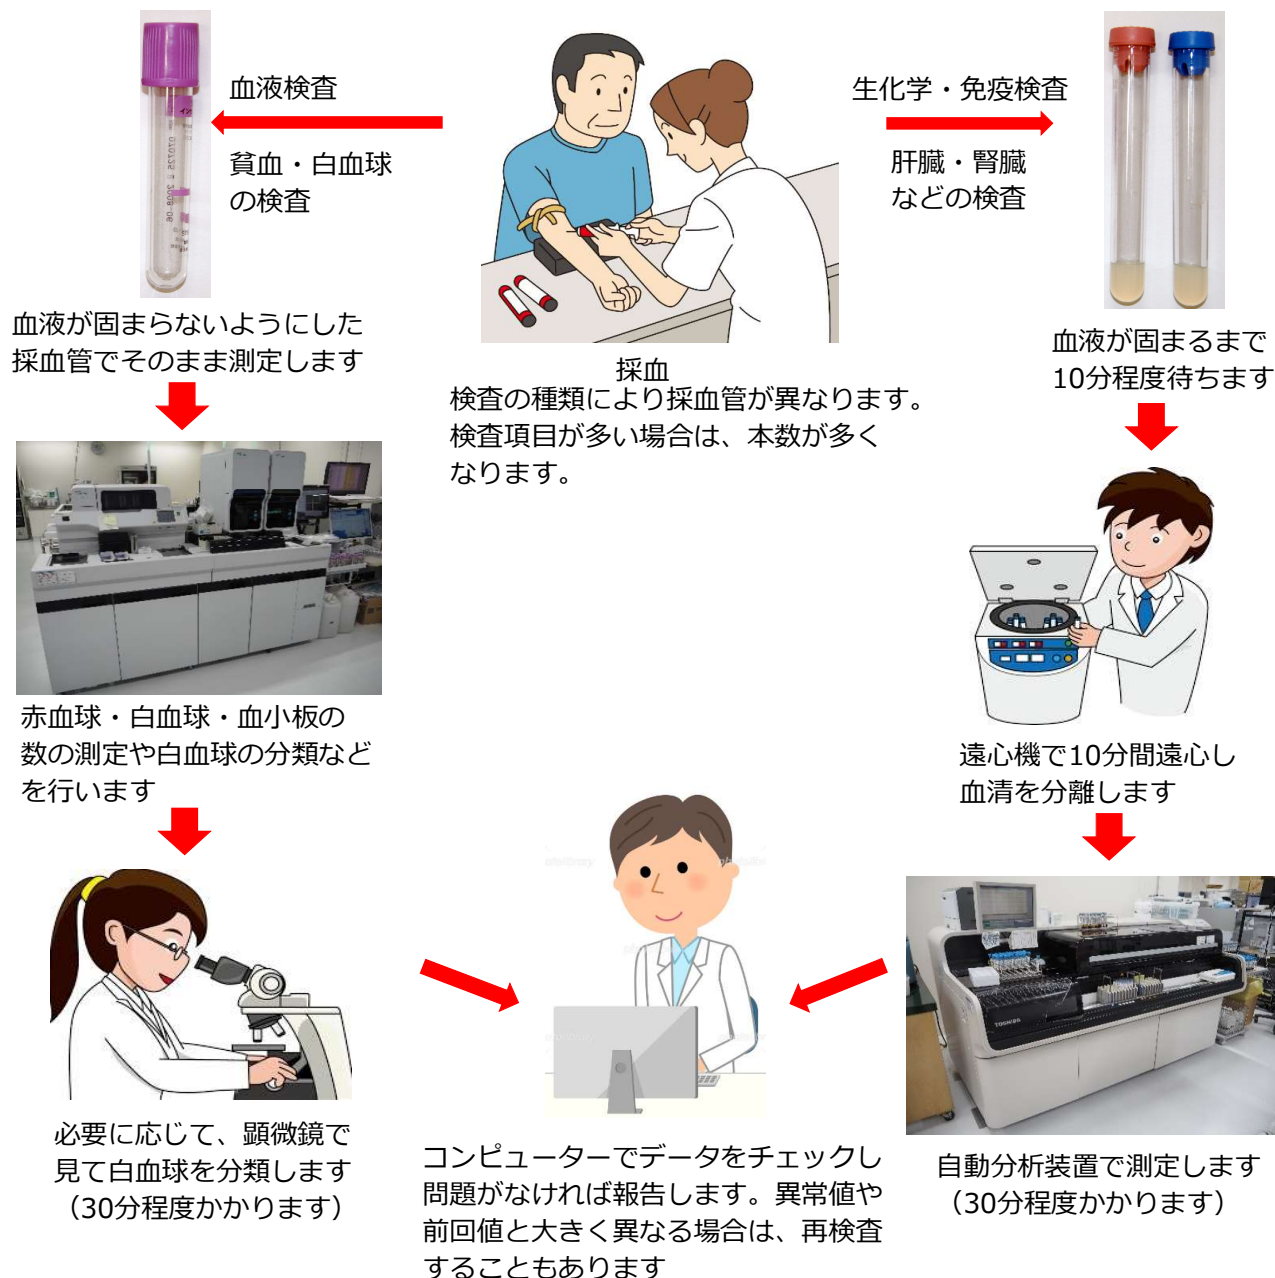 血液検査
貧血・白血球
の検査
生化学・免疫検査
肝臓・腎臓
などの検査
血液が固まらないようにした
採血管でそのまま測定します
採血
検査の種類により採血管が異なります。
検査項目が多い場合は、本数が多く
なります。
血液が固まるまで
10分程度待ちます
赤血球・白血球・血小板の
数の測定や白血球の分類など
を行います
遠心機で10分間遠心し
血清を分離します
TOSHIBA
必要に応じて、顕微鏡で
見て白血球を分類します
（30分程度かかります）
コンピューターでデータをチェックし
問題がなければ報告します。異常値や
前回値と大きく異なる場合は、再検査
することもあります
自動分析装置で測定します
（30分程度かかります）